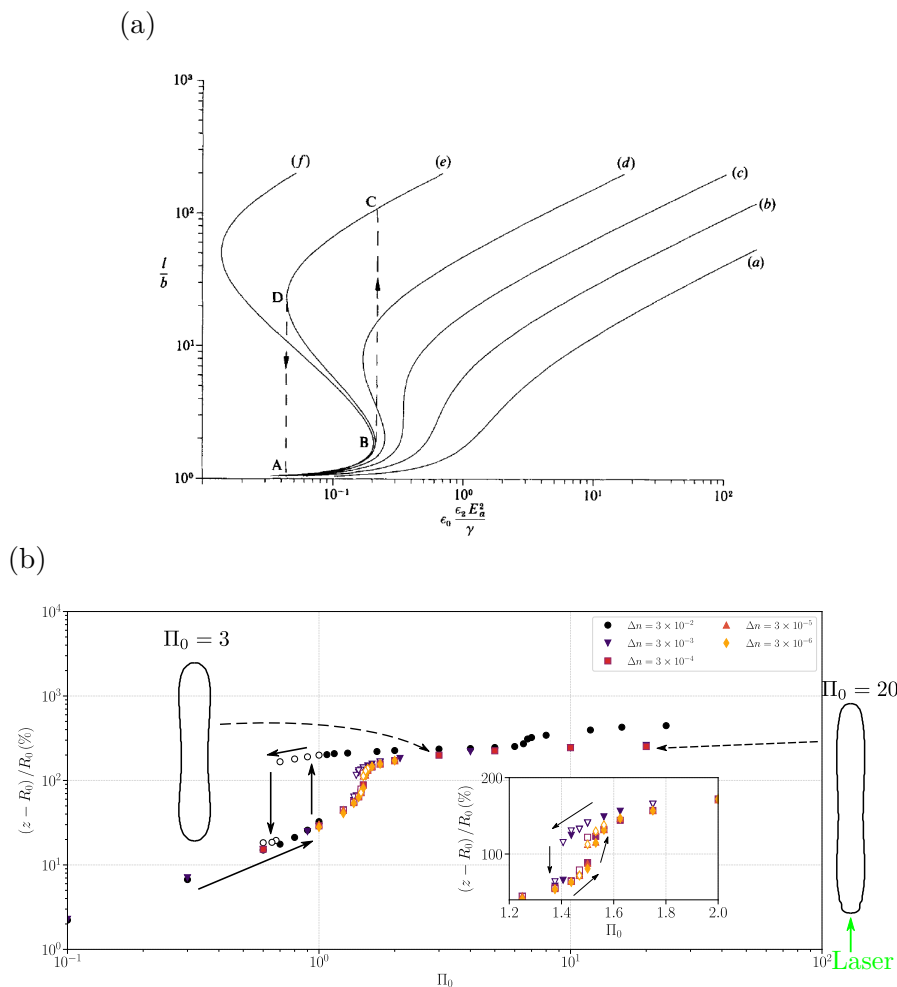 (a)
10³
(f)
(e)
(d)
(c)
C
(b)
10²
l/b
(a)
D
10¹
B
A
10⁰
10⁻¹
10⁰
10¹
10²
ϵ₀ ϵ₂ E_a² / γ
(b)
10⁴
Π₀ = 3
Δn = 3 × 10⁻²
Δn = 3 × 10⁻⁵
Δn = 3 × 10⁻³
Δn = 3 × 10⁻⁶
Δn = 3 × 10⁻⁴
Π₀ = 20
10³
(z − R₀)/R₀(%)
10²
200
(z − R₀)/R₀(%)
100
1.2
1.4
1.6
1.8
2.0
Π₀
10¹
10⁰
10⁻¹
10⁰
10¹
10²
Π₀
Laser